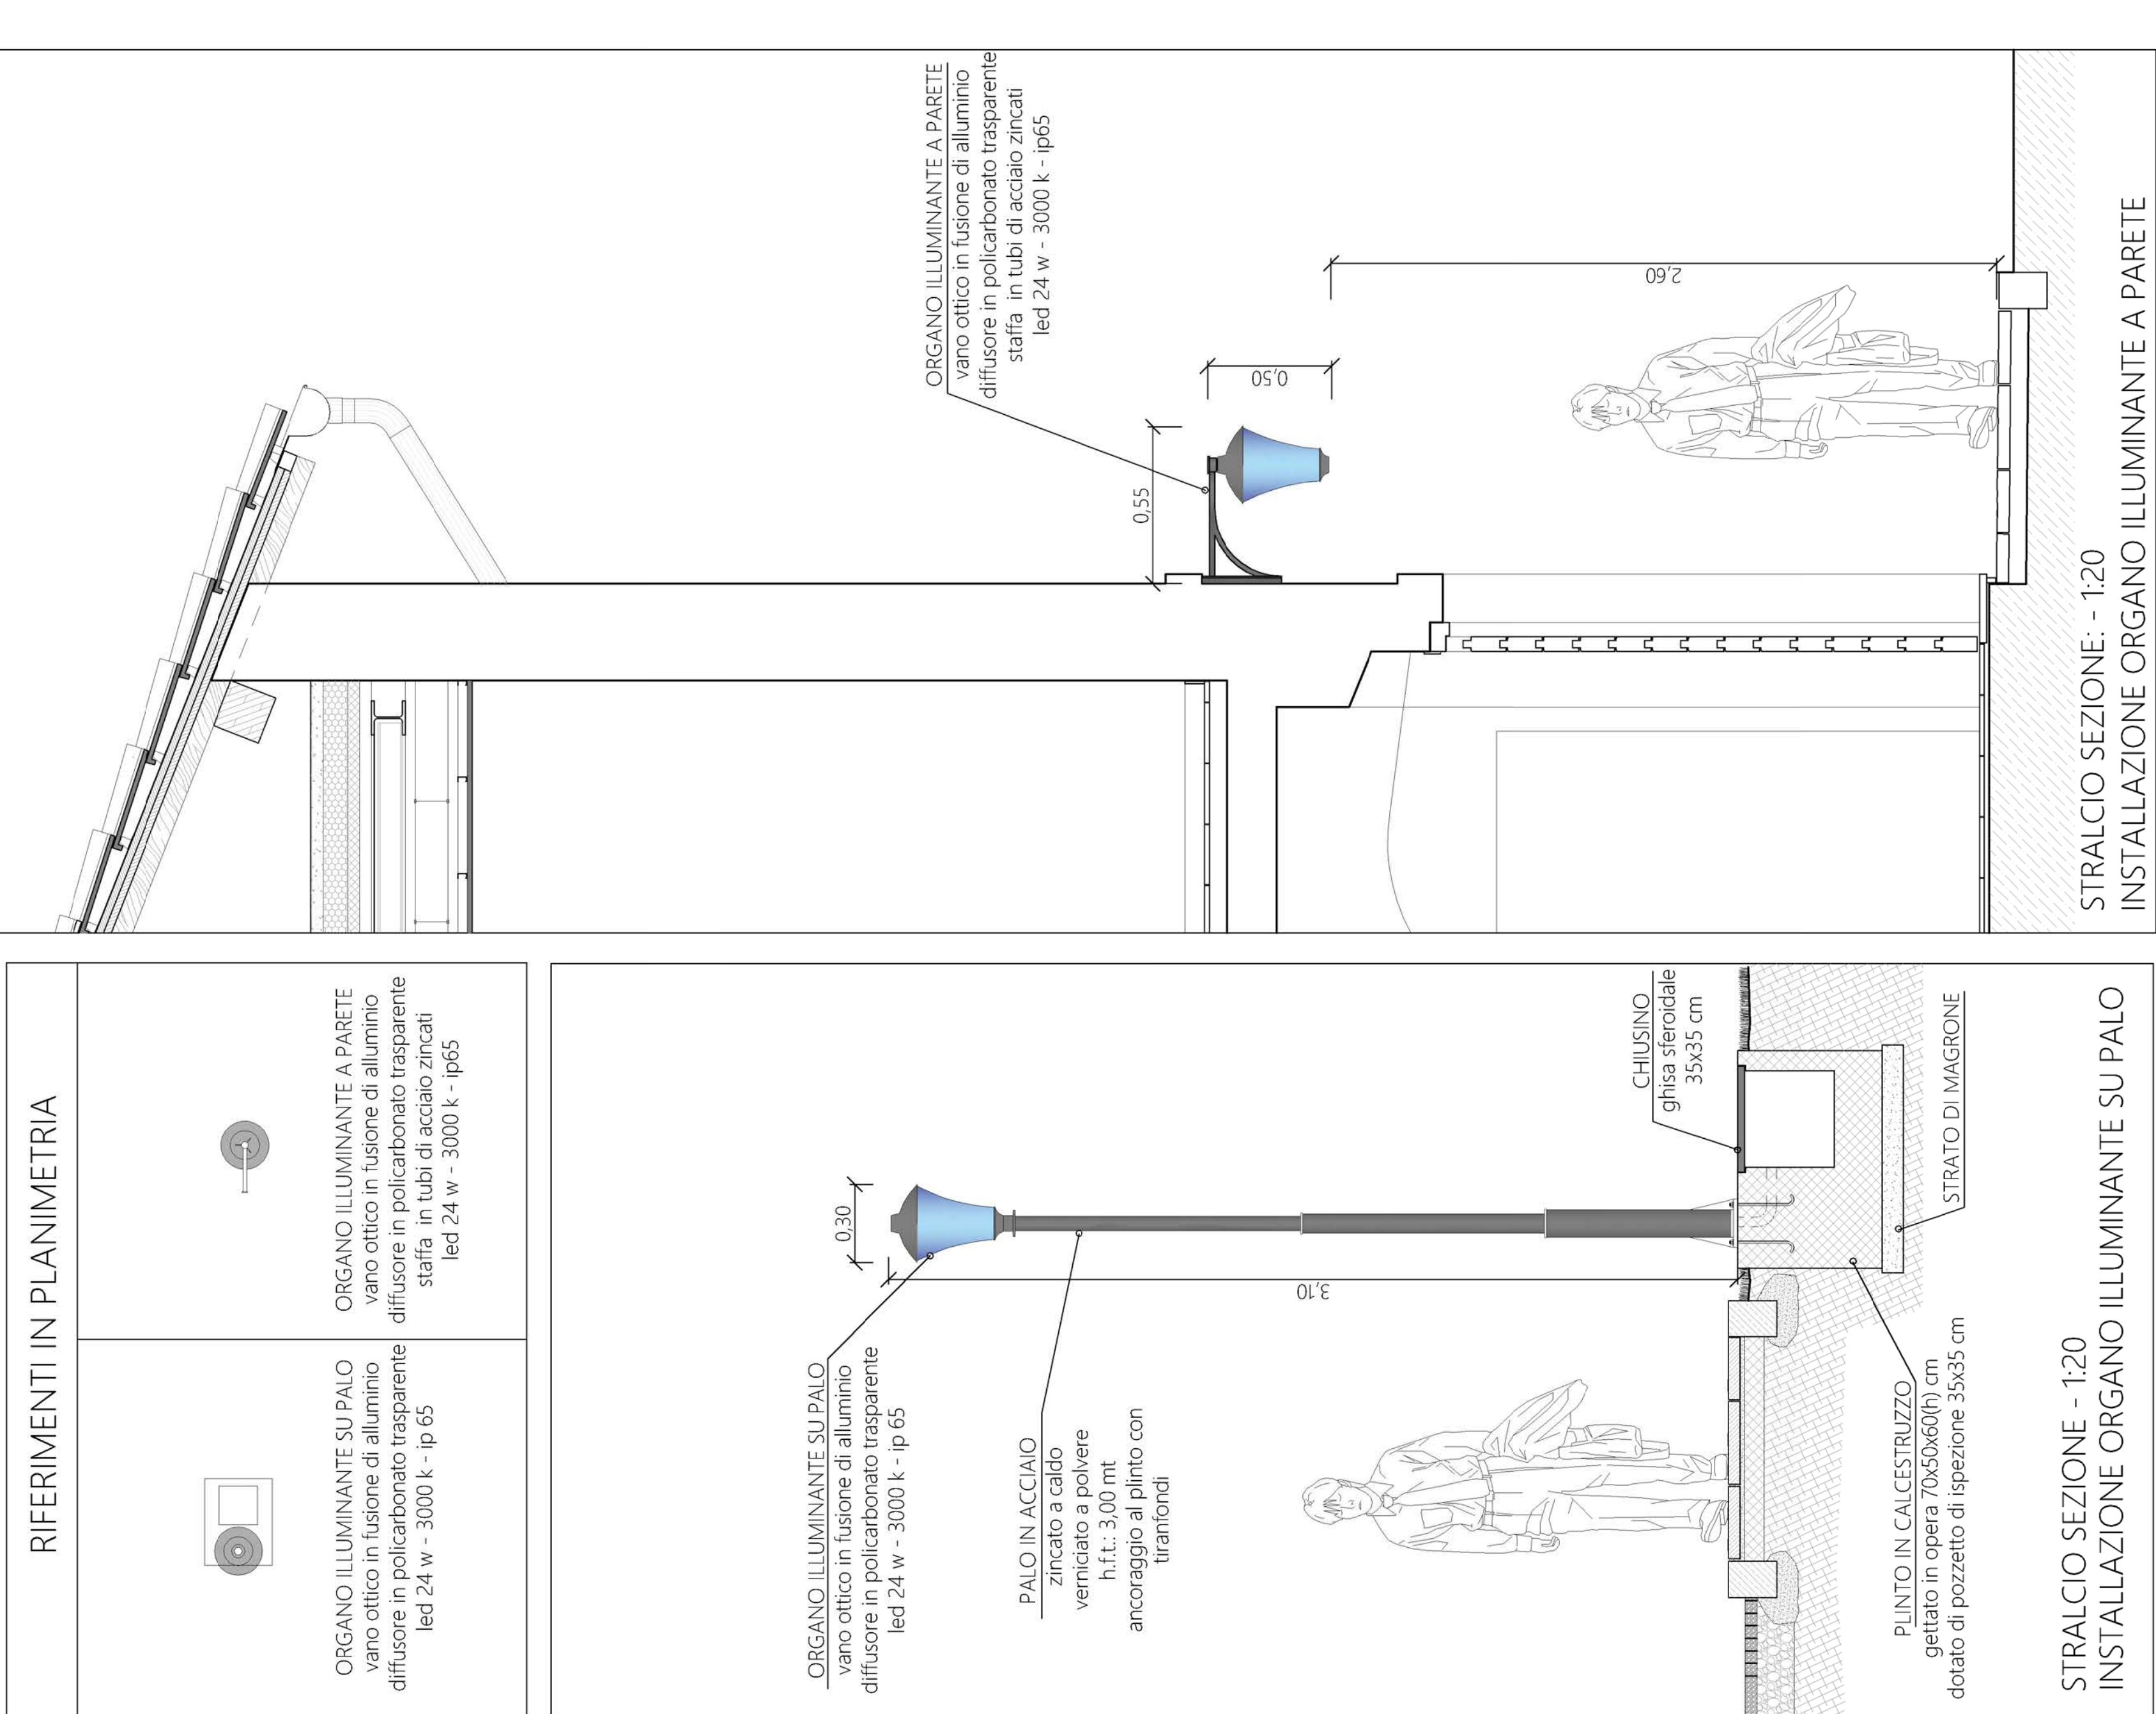 RIFERIMENTI IN PLANIMETRIA
ORGANO ILLUMINANTE SU PALO
vano ottico in fusione di alluminio
diffusore in policarbonato trasparente
led 24 w - 3000 k - ip 65
ORGANO ILLUMINANTE A PARETE
vano ottico in fusione di alluminio
diffusore in policarbonato trasparente
staffa in tubi di acciaio zincati
led 24 w - 3000 k - ip65
ORGANO ILLUMINANTE SU PALO
vano ottico in fusione di alluminio
diffusore in policarbonato trasparente
led 24 w - 3000 k - ip 65
0,30
PALO IN ACCIAIO
zincato a caldo
verniciato a polvere
h.f.t.: 3,00 mt
ancoraggio al plinto con
tiranfondi
3,10
CHIUSINO
ghisa sferoidale
35x35 cm
PLINTO IN CALCESTRUZZO
gettato in opera 70x50x60(h) cm
dotato di pozzetto di ispezione 35x35 cm
STRATO DI MAGRONE
STRALCIO SEZIONE - 1:20
INSTALLAZIONE ORGANO ILLUMINANTE SU PALO
ORGANO ILLUMINANTE A PARETE
vano ottico in fusione di alluminio
diffusore in policarbonato trasparente
staffa in tubi di acciaio zincati
led 24 w - 3000 k - ip65
0,55
0,50
2,60
STRALCIO SEZIONE: - 1:20
INSTALLAZIONE ORGANO ILLUMINANTE A PARETE